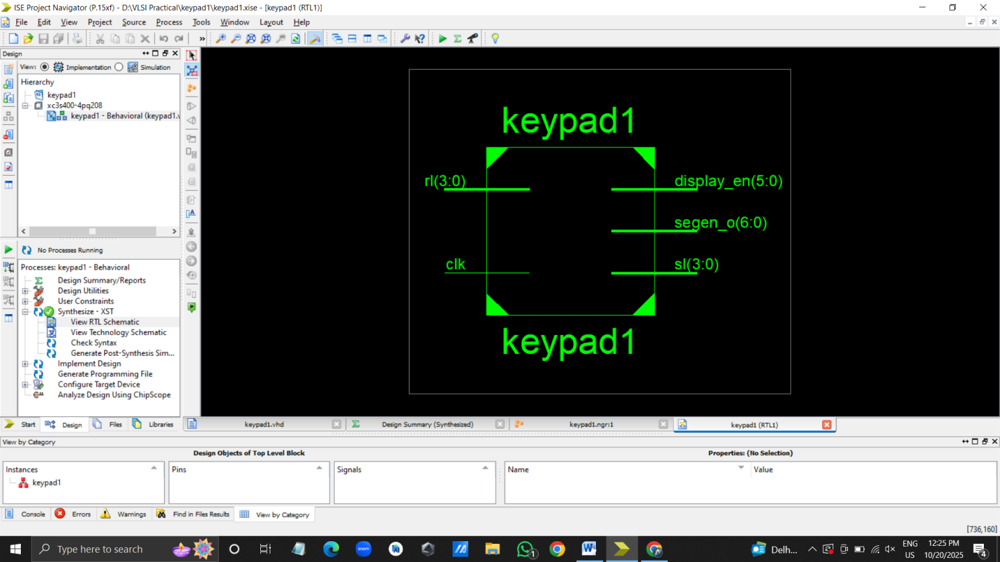 ISE Project Navigator (P.15xf) - D:\VLSI Practical\keypad1\keypad1.xise - [keypad1 (RTL1)]
File Edit View Project Source Process Tools Window Layout Help
Design
View: Implementation Simulation
Hierarchy
keypad1
xc3s400-4pq208
keypad1 - Behavioral (keypad1.v
No Processes Running
Processes: keypad1 - Behavioral
Design Summary/Reports
Design Utilities
User Constraints
Synthesize - XST
View RTL Schematic
View Technology Schematic
Check Syntax
Generate Post-Synthesis Sim...
Implement Design
Generate Programming File
Configure Target Device
Analyze Design Using ChipScope
Start Design Files Libraries
keypad1
rl(3:0)
display_en(5:0)
segen_o(6:0)
clk
sl(3:0)
keypad1
keypad1.vhd Design Summary (Synthesized) keypad1.ngr:1 keypad1 (RTL1)
View by Category
Design Objects of Top Level Block Properties: (No Selection)
Instances Pins Signals Name Value
keypad1
Console Errors Warnings Find in Files Results View by Category
[736,160]
Type here to search
zoom
1
W
Delh...
ENG
US
12:25 PM
10/20/2025
4